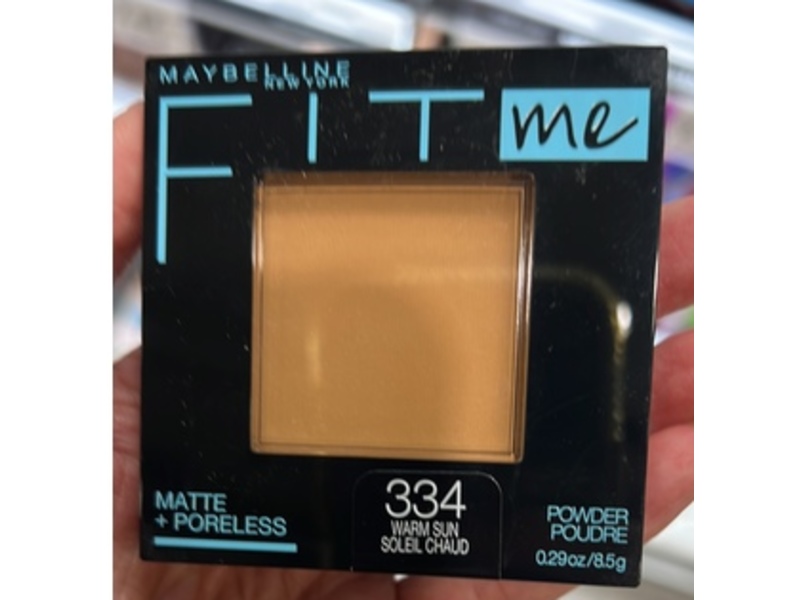 MAYBELLINE
NEW YORK
FIT me
MATTE
+ PORELESS
334
WARM SUN
SOLEIL CHAUD
POWDER
POUDRE
0.29oz/8.5g